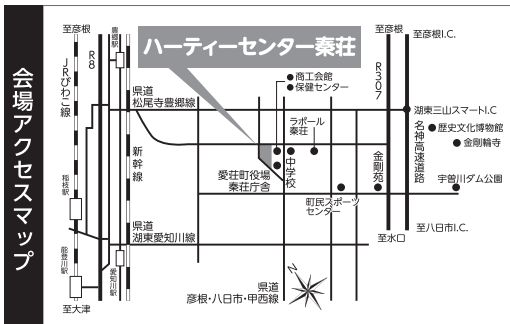 会場アクセスマップ
ハーティーセンター秦荘
至彦根
豊郷駅
JRびわこ線
R8
県道
松尾寺豊郷線
新幹線
稲枝駅
能登川駅
愛知川駅
至大津
県道
湖東愛知川線
商工会館
保健センター
ラポール
秦荘
愛荘町役場
秦荘庁舎
中学校
町民スポーツ
センター
金剛苑
県道
彦根・八日市・甲西線
N
至彦根
至彦根I.C.
R307
湖東三山スマートI.C
名神高速道路
歴史文化博物館
金剛輪寺
宇曽川ダム公園
至水口
至八日市I.C.